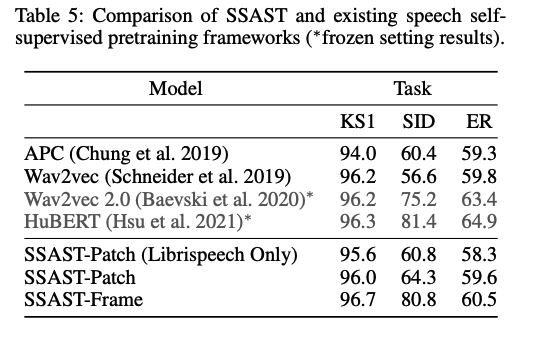 Table 5: Comparison of SSAST and existing speech self-
supervised pretraining frameworks (*frozen setting results).
Model Task
KS1 SID ER
APC (Chung et al. 2019) 94.0 60.4 59.3
Wav2vec (Schneider et al. 2019) 96.2 56.6 59.8
Wav2vec 2.0 (Baevski et al. 2020)* 96.2 75.2 63.4
HuBERT (Hsu et al. 2021)* 96.3 81.4 64.9
SSAST-Patch (Librispeech Only) 95.6 60.8 58.3
SSAST-Patch 96.0 64.3 59.6
SSAST-Frame 96.7 80.8 60.5